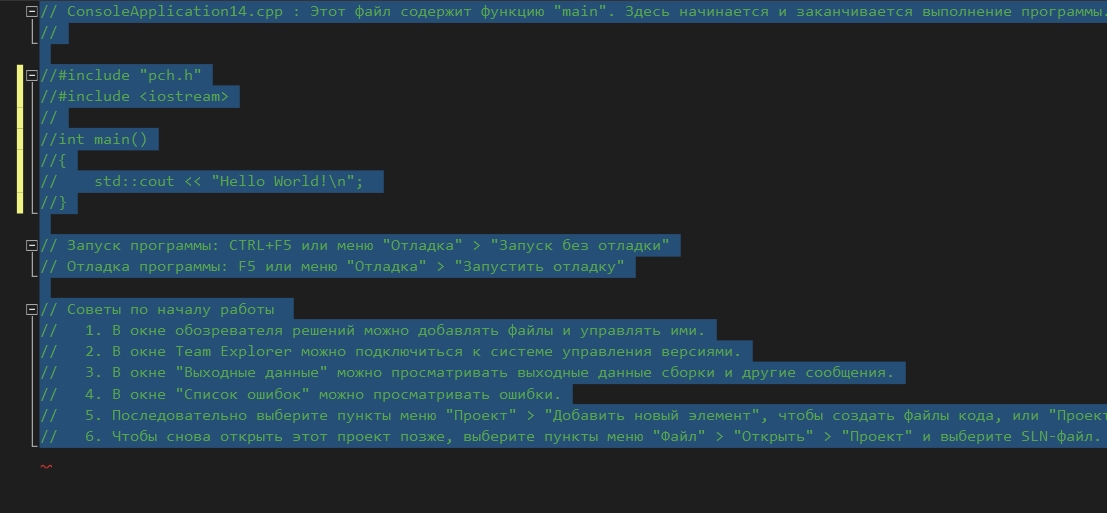 // ConsoleApplication14.cpp : Этот файл содержит функцию "main". Здесь начинается и заканчивается выполнение программы.
//
//#include "pch.h"
//#include <iostream>
//
//int main()
//{
//    std::cout << "Hello World!\n";
//}
// Запуск программы: CTRL+F5 или меню "Отладка" > "Запуск без отладки"
// Отладка программы: F5 или меню "Отладка" > "Запустить отладку"
// Советы по началу работы
//   1. В окне обозревателя решений можно добавлять файлы и управлять ими.
//   2. В окне Team Explorer можно подключиться к системе управления версиями.
//   3. В окне "Выходные данные" можно просматривать выходные данные сборки и другие сообщения.
//   4. В окне "Список ошибок" можно просматривать ошибки.
//   5. Последовательно выберите пункты меню "Проект" > "Добавить новый элемент", чтобы создать файлы кода, или "Проект
//   6. Чтобы снова открыть этот проект позже, выберите пункты меню "Файл" > "Открыть" > "Проект" и выберите SLN-файл.